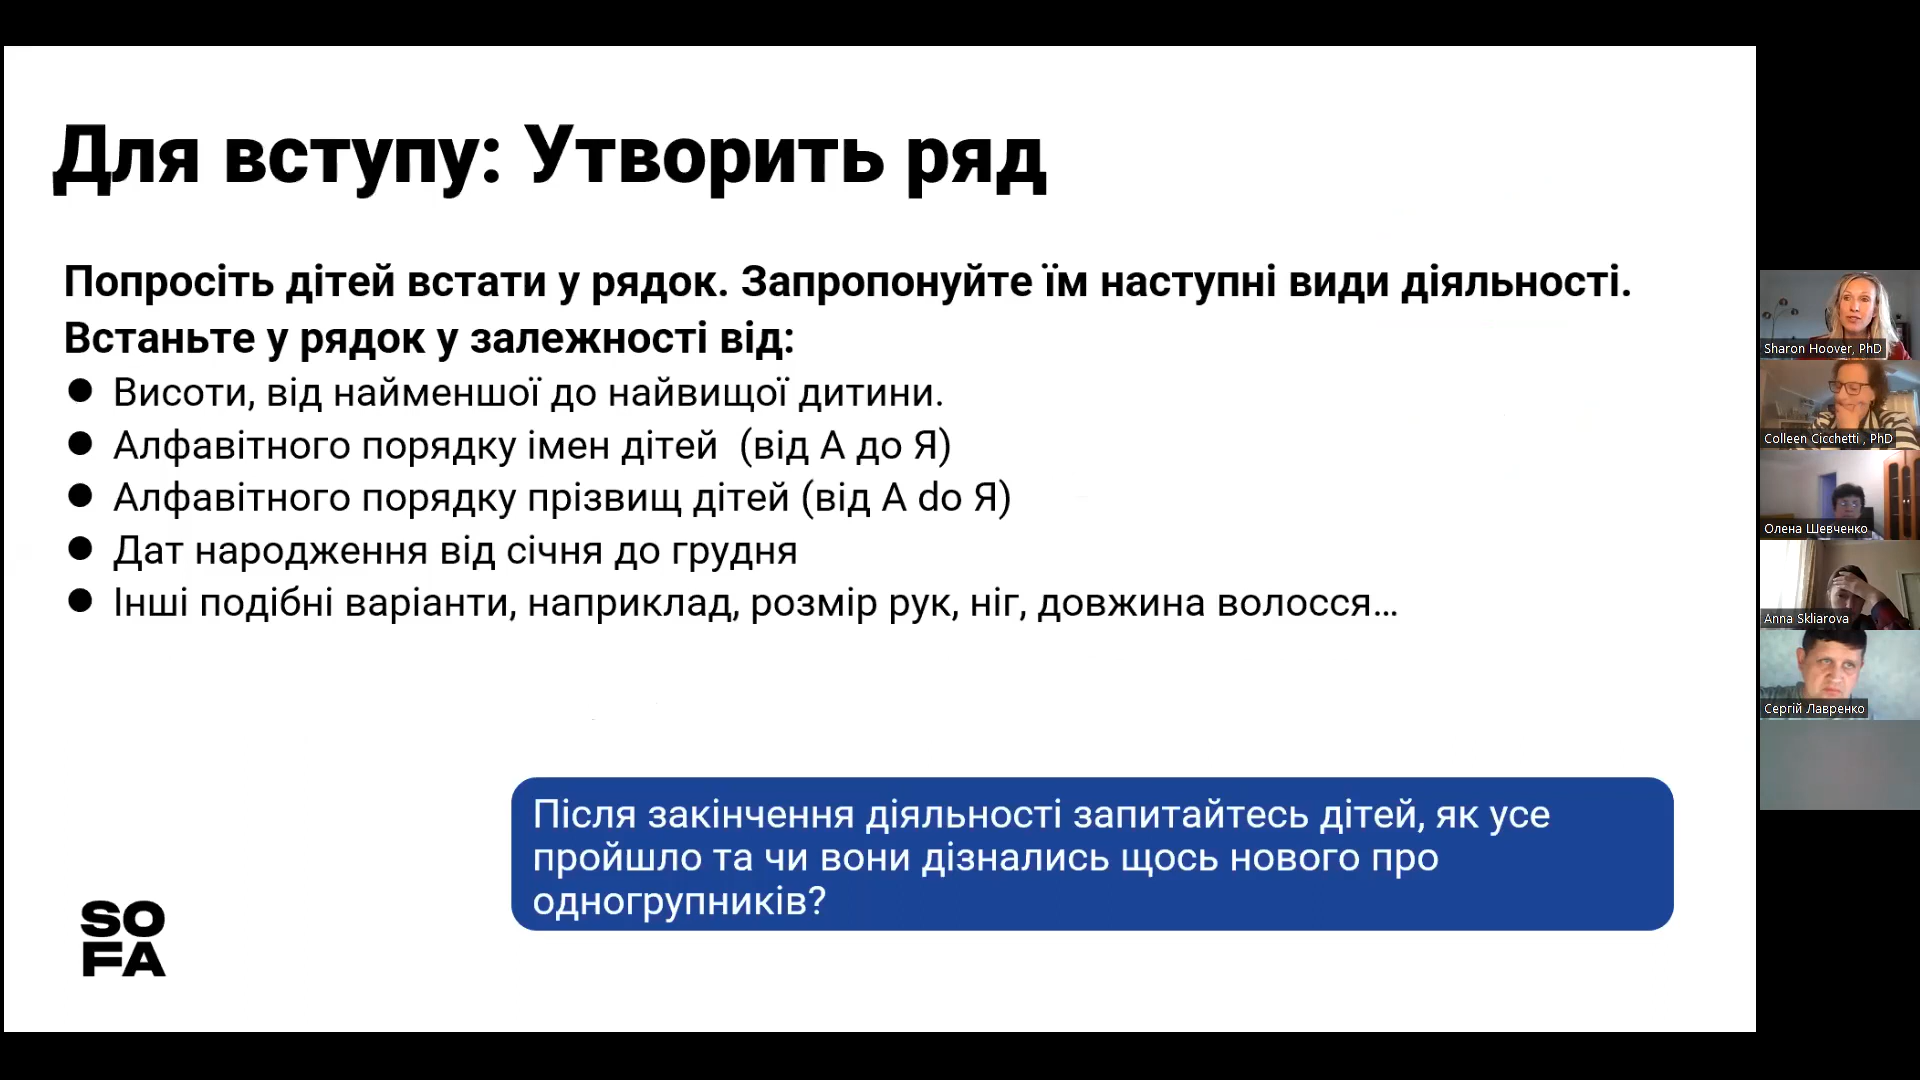 Для вступу: Утворить ряд
Попросіть дітей встати у рядок. Запропонуйте їм наступні види діяльності.
Встаньте у рядок у залежності від:
● Висоти, від найменшої до найвищої дитини.
● Алфавітного порядку імен дітей (від А до Я)
● Алфавітного порядку прізвищ дітей (від А do Я)
● Дат народження від січня до грудня
● Інші подібні варіанти, наприклад, розмір рук, ніг, довжина волосся…
Після закінчення діяльності запитайтесь дітей, як усе
пройшло та чи вони дізнались щось нового про
одногрупників?
SO
FA
Sharon Hoover, PhD
Colleen Cicchetti , PhD
Олена Шевченко
Anna Skliarova
Сергій Лавренко